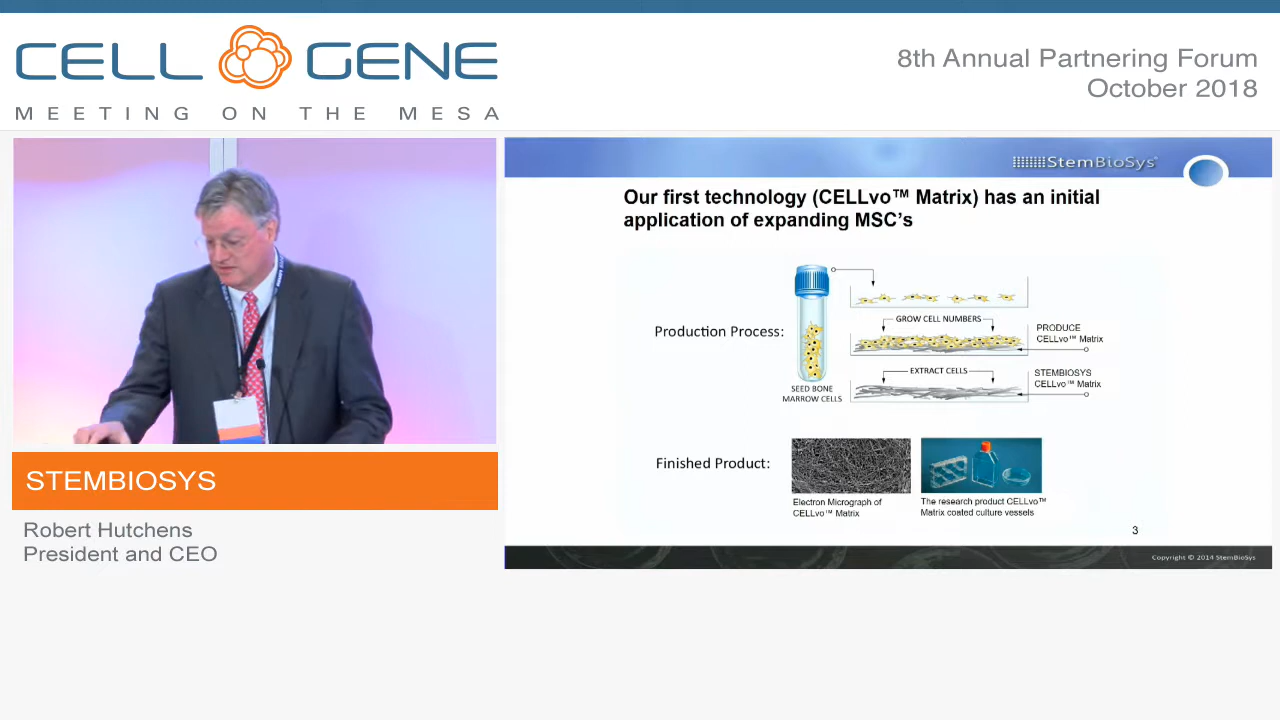 CELL GENE
MEETING ON THE MESA
8th Annual Partnering Forum
October 2018
StemBioSys
Our first technology (CELLvo™ Matrix) has an initial
application of expanding MSC's
Production Process:
SEED BONE
MARROW CELLS
GROW CELL NUMBERS
PRODUCE
CELLvo™ Matrix
EXTRACT CELLS
STEMBIOSYS
CELLvo™ Matrix
Finished Product:
Electron Micrograph of
CELLvo™ Matrix
The research product CELLvo™
Matrix coated culture vessels
3
Copyright © 2014 StemBioSys
STEMBIOSYS
Robert Hutchens
President and CEO